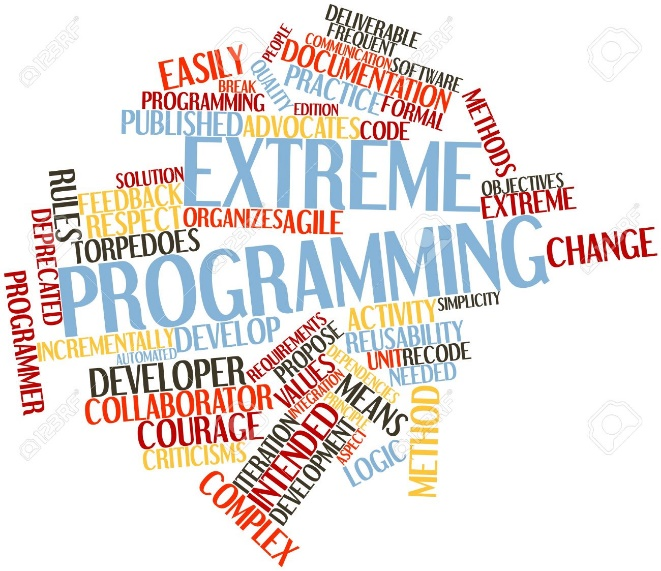 DELIVERABLE
FREQUENT
PEOPLE
COMMUNICATION
SOFTWARE
DOCUMENTATION
EASILY
BREAK
QUALITY
PRACTICE
FORMAL
METHODS
PROGRAMMING
EDITION
PUBLISHED
ADVOCATES
CODE
EXTREME
SOLUTION
OBJECTIVES
RULES
FEEDBACK
EXTREME
RESPECT
ORGANIZES
AGILE
DEPRECATED
TORPEDOES
CHANGE
PROGRAMMING
PROGRAMMER
SIMPLICITY
ACTIVITY
INCREMENTALLY
DEVELOP
REUSABILITY
AUTOMATED
REQUIREMENTS
PROPOSE
DEPENDENCIES
UNIT
RECODE
DEVELOPER
NEEDED
VALUES
INTEGRATION
MEANS
COLLABORATOR
PRINCIPLE
METHOD
COURAGE
INTENDED
ITERATION
DEVELOPMENT
ASPECT
CRITICISMS
LOGIC
COMPLEX
123RF